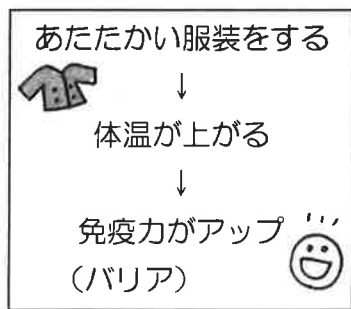 あたたかい服装をする
↓
体温が上がる
↓
免疫力がアップ
(バリア)